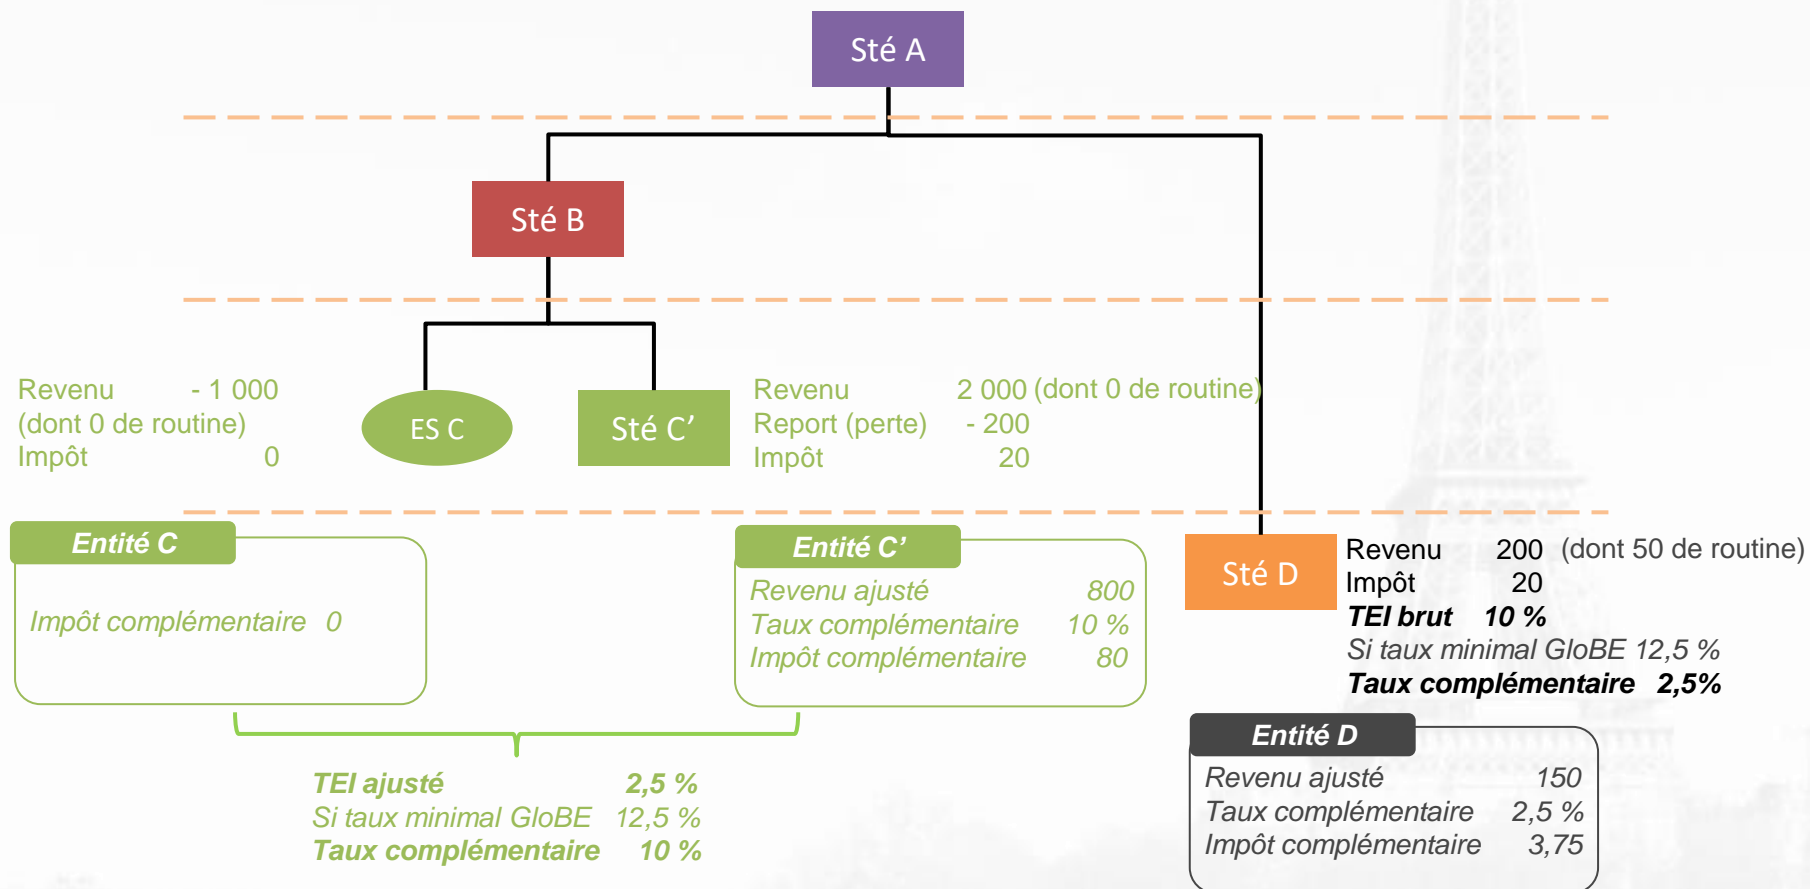 Sté A
Sté B
Revenu - 1 000
(dont 0 de routine)
Impôt 0
ES C
Sté C’
Revenu 2 000 (dont 0 de routine)
Report (perte) - 200
Impôt 20
Entité C
Impôt complémentaire 0
Entité C’
Revenu ajusté 800
Taux complémentaire 10 %
Impôt complémentaire 80
Sté D
Revenu 200 (dont 50 de routine)
Impôt 20
TEI brut 10 %
Si taux minimal GloBE 12,5 %
Taux complémentaire 2,5%
TEI ajusté 2,5 %
Si taux minimal GloBE 12,5 %
Taux complémentaire 10 %
Entité D
Revenu ajusté 150
Taux complémentaire 2,5 %
Impôt complémentaire 3,75